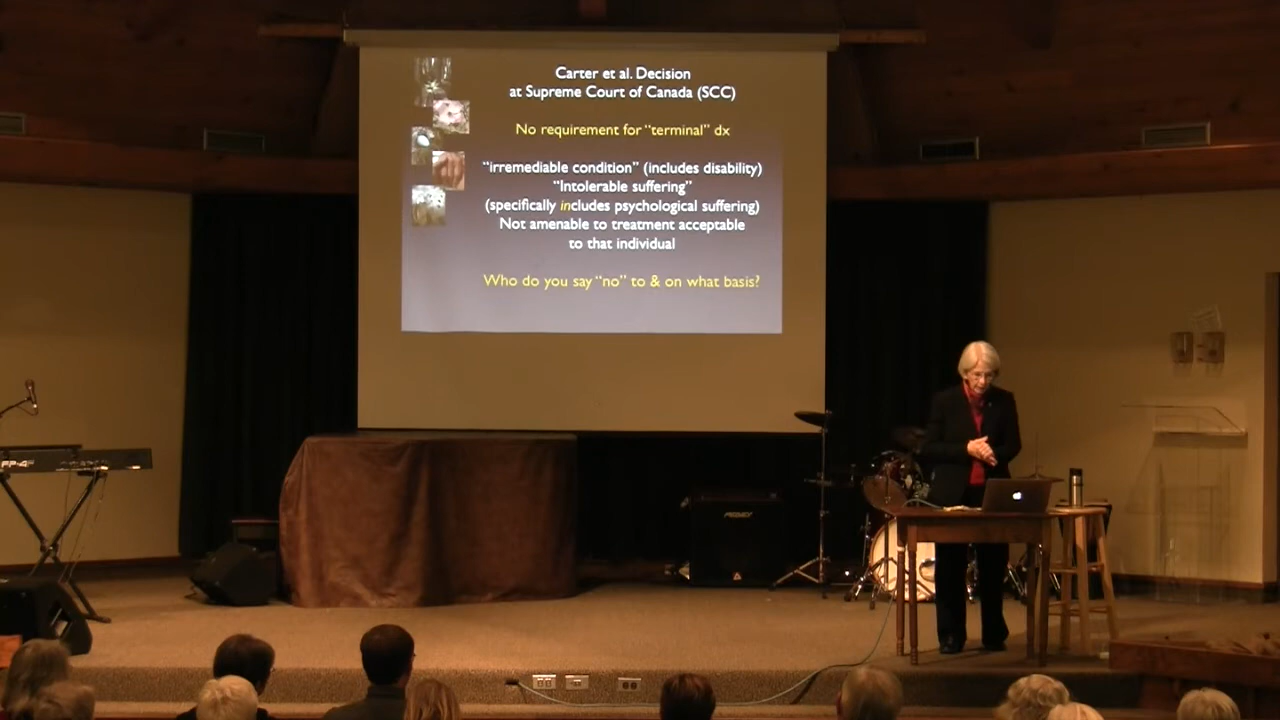 Carter et al. Decision
at Supreme Court of Canada (SCC)
No requirement for “terminal” dx
“irremediable condition” (includes disability)
“Intolerable suffering”
(specifically includes psychological suffering)
Not amenable to treatment acceptable
to that individual
Who do you say “no” to & on what basis?
PEAVEY